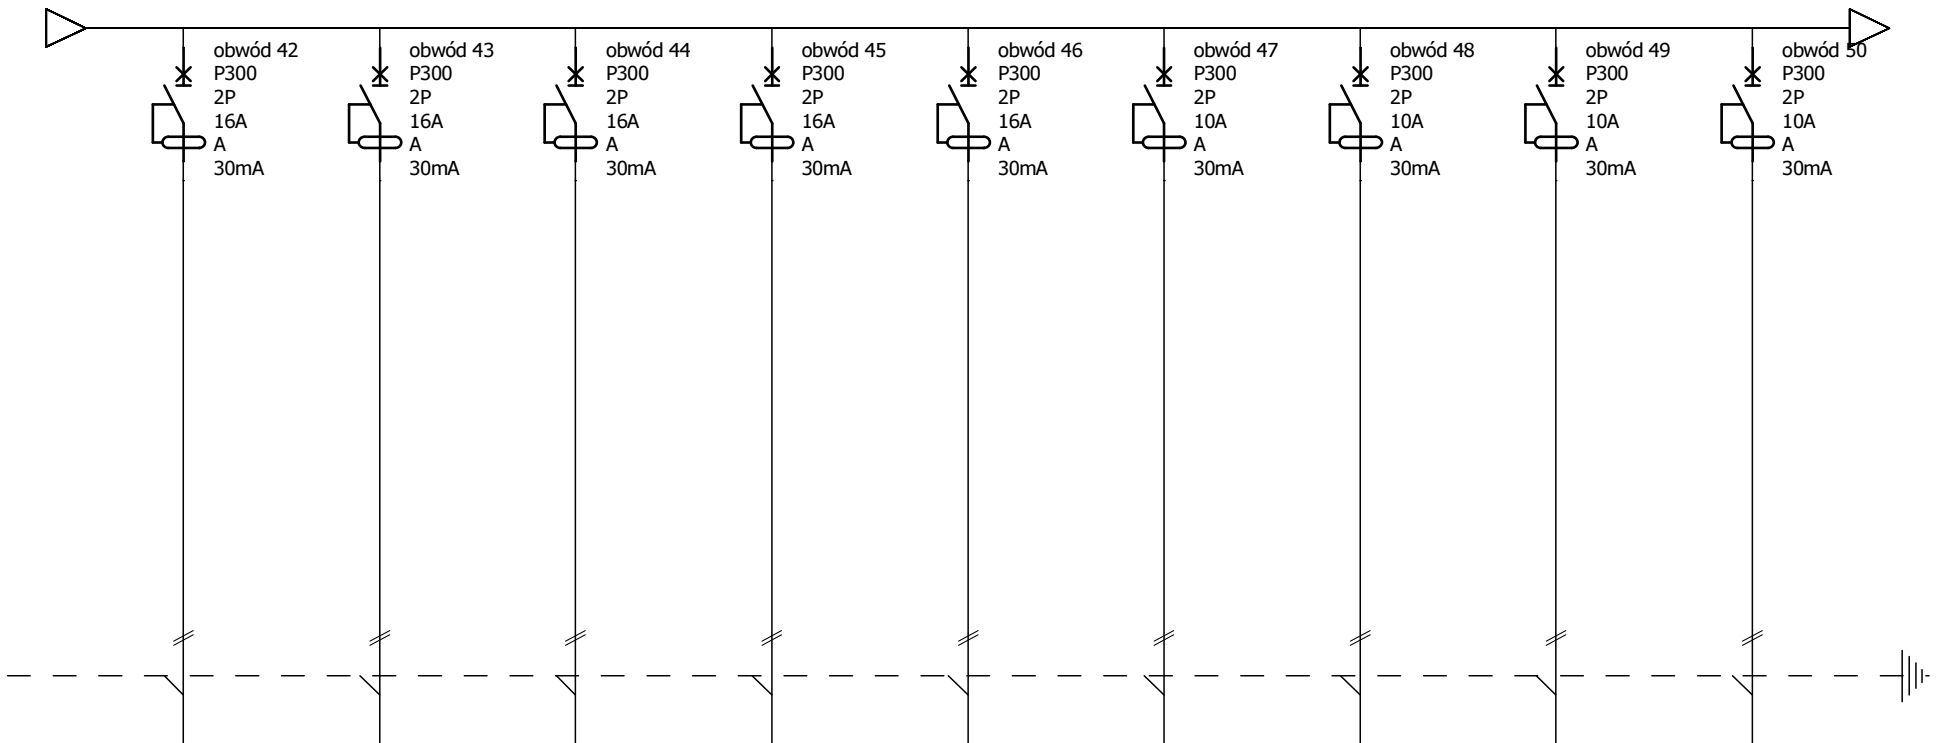 obwód 42
P300
2P
16A
A
30mA
obwód 43
P300
2P
16A
A
30mA
obwód 44
P300
2P
16A
A
30mA
obwód 45
P300
2P
16A
A
30mA
obwód 46
P300
2P
16A
A
30mA
obwód 47
P300
2P
10A
A
30mA
obwód 48
P300
2P
10A
A
30mA
obwód 49
P300
2P
10A
A
30mA
obwód 50
P300
2P
10A
A
30mA